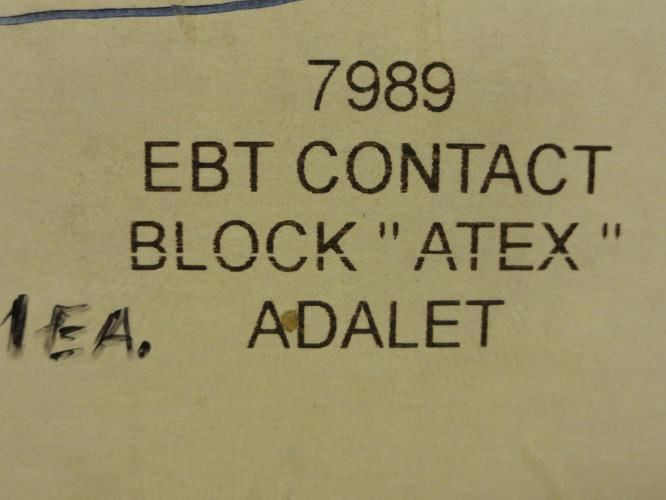 7989
EBT CONTACT
BLOCK "ATEX"
1EA. ADALET